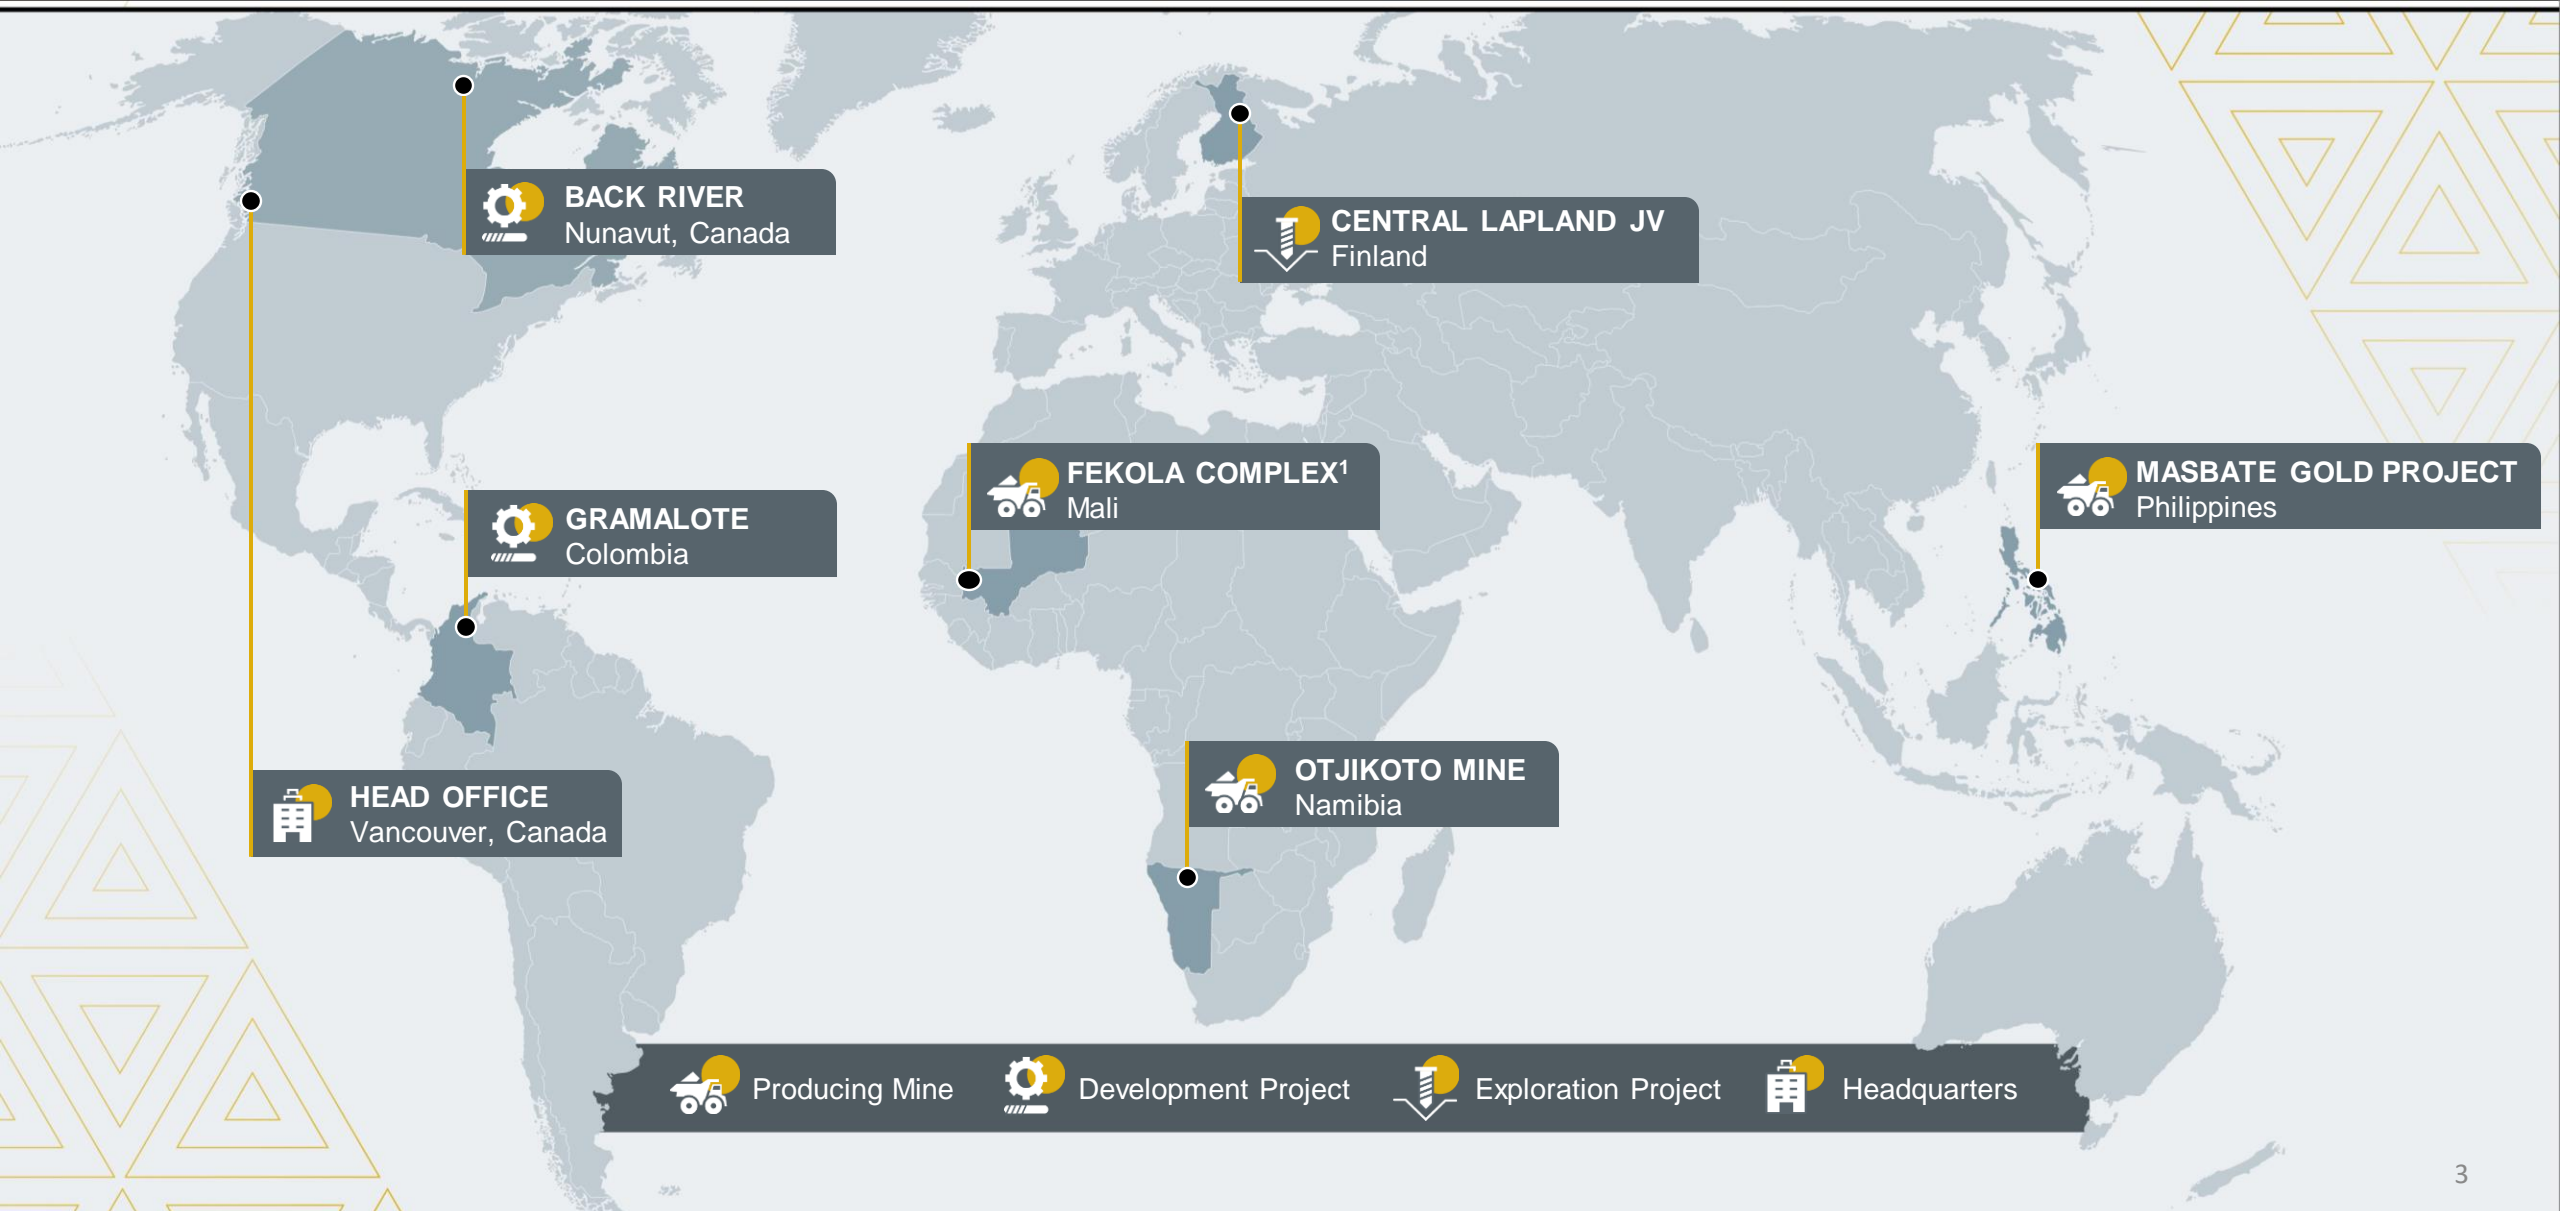 BACK RIVER
Nunavut, Canada
CENTRAL LAPLAND JV
Finland
FEKOLA COMPLEX¹
Mali
MASBATE GOLD PROJECT
Philippines
GRAMALOTE
Colombia
OTJIKOTO MINE
Namibia
HEAD OFFICE
Vancouver, Canada
Producing Mine
Development Project
Exploration Project
Headquarters
3